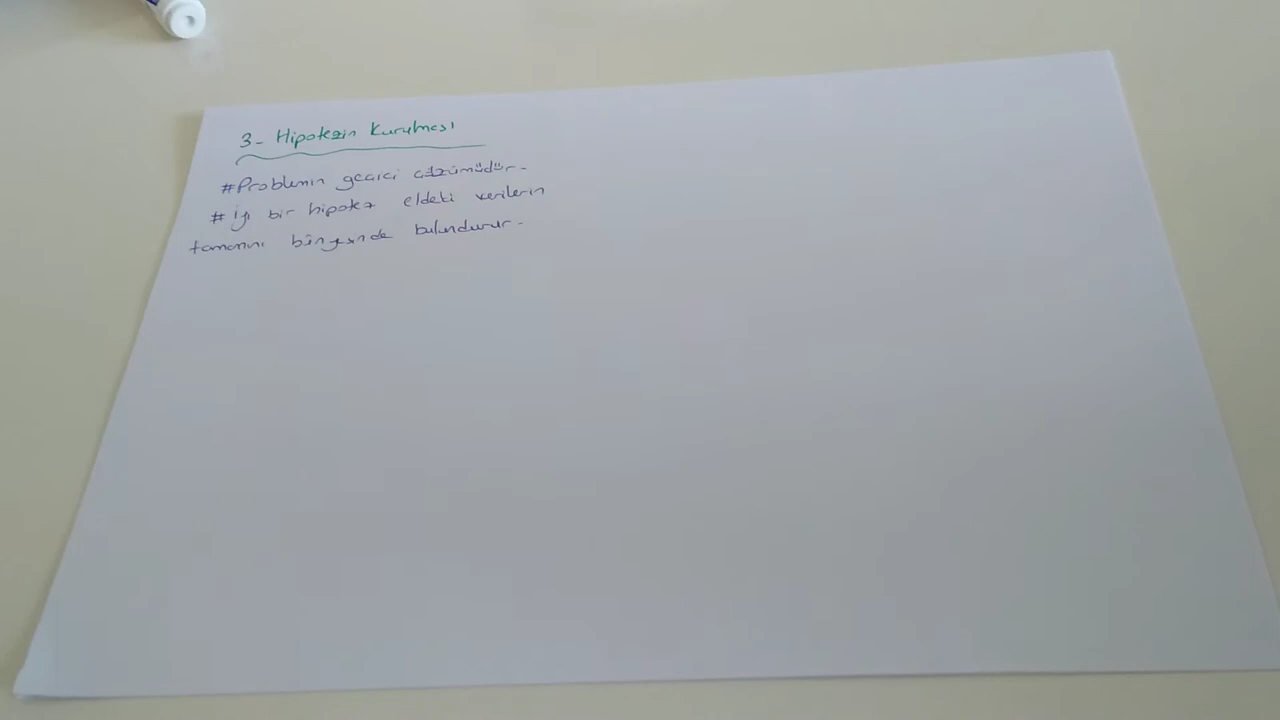 3- Hipotezin Kurulması
#Problemin geçici çözümüdür.
# İyi bir hipotez eldeki verilerin
tamamını bünyesinde bulundurur.